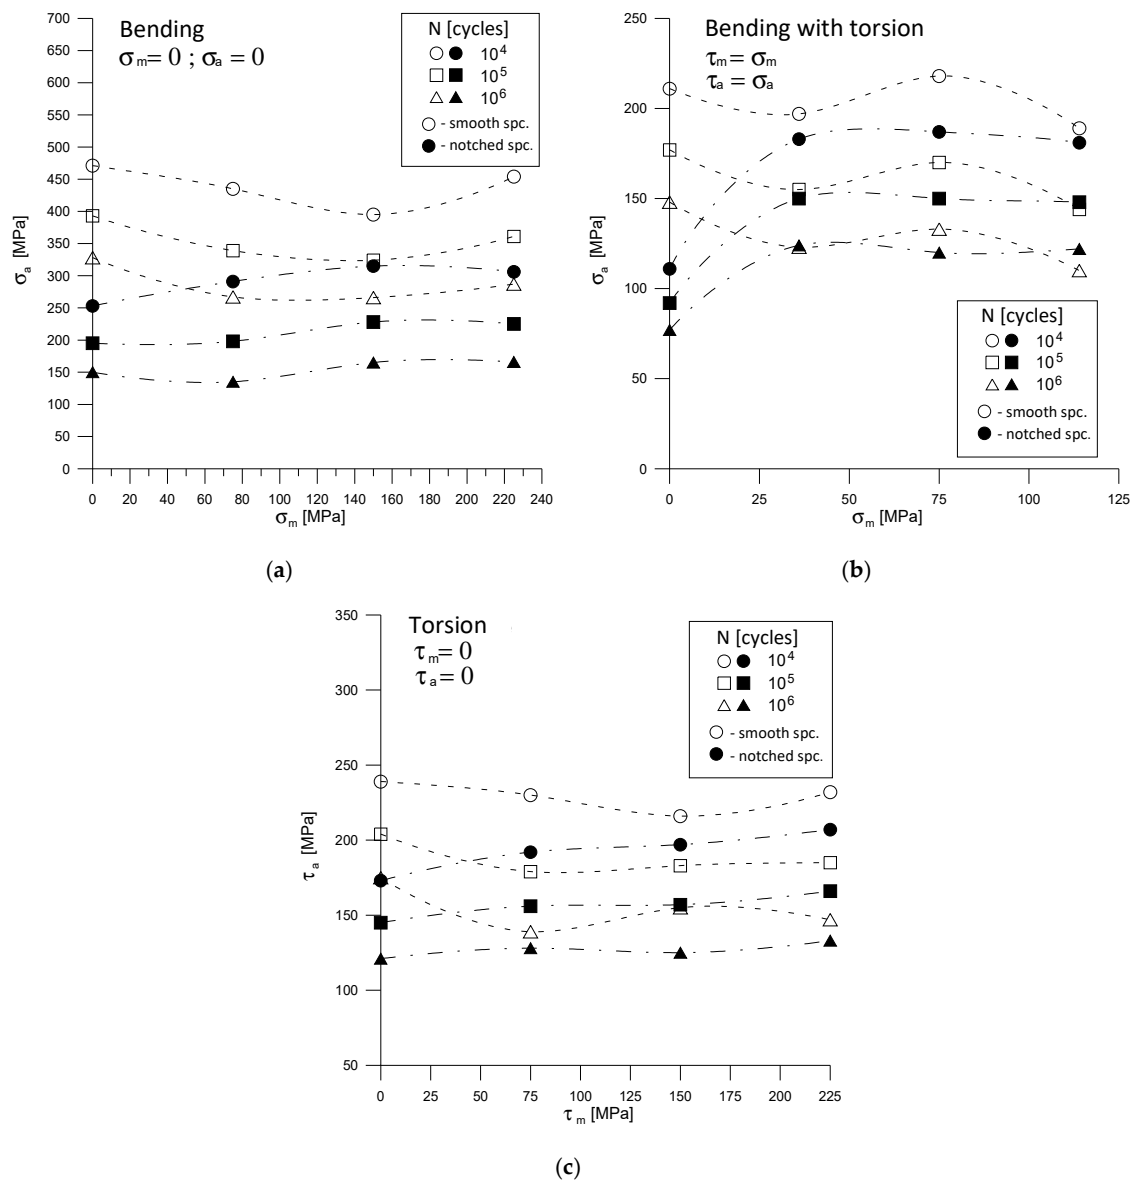 Bending
σm= 0 ; σa = 0
N [cycles]
10⁴
10⁵
10⁶
- smooth spc.
- notched spc.
700
650
600
550
500
450
400
350
300
250
200
150
100
50
0
σa [MPa]
0 20 40 60 80 100 120 140 160 180 200 220 240
σm [MPa]
(a)
Bending with torsion
τm = σm
τa = σa
250
200
150
100
50
0
σa [MPa]
N [cycles]
10⁴
10⁵
10⁶
- smooth spc.
- notched spc.
0 25 50 75 100 125
σm [MPa]
(b)
Torsion
τm= 0
τa = 0
N [cycles]
10⁴
10⁵
10⁶
- smooth spc.
- notched spc.
350
300
250
200
150
100
50
τa [MPa]
0 25 50 75 100 125 150 175 200 225
τm [MPa]
(c)